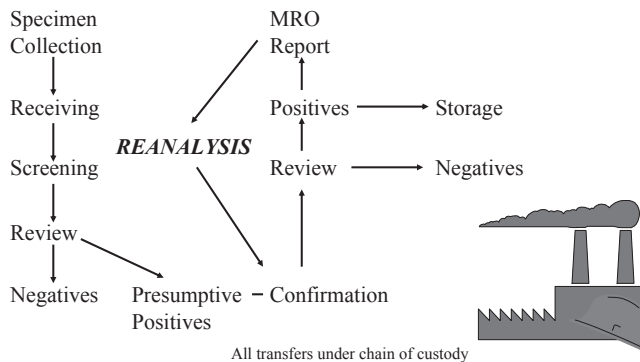 Specimen
Collection
Receiving
Screening
Review
Negatives
Presumptive
Positives
Confirmation
REANALYSIS
MRO
Report
Positives
Storage
Review
Negatives
All transfers under chain of custody